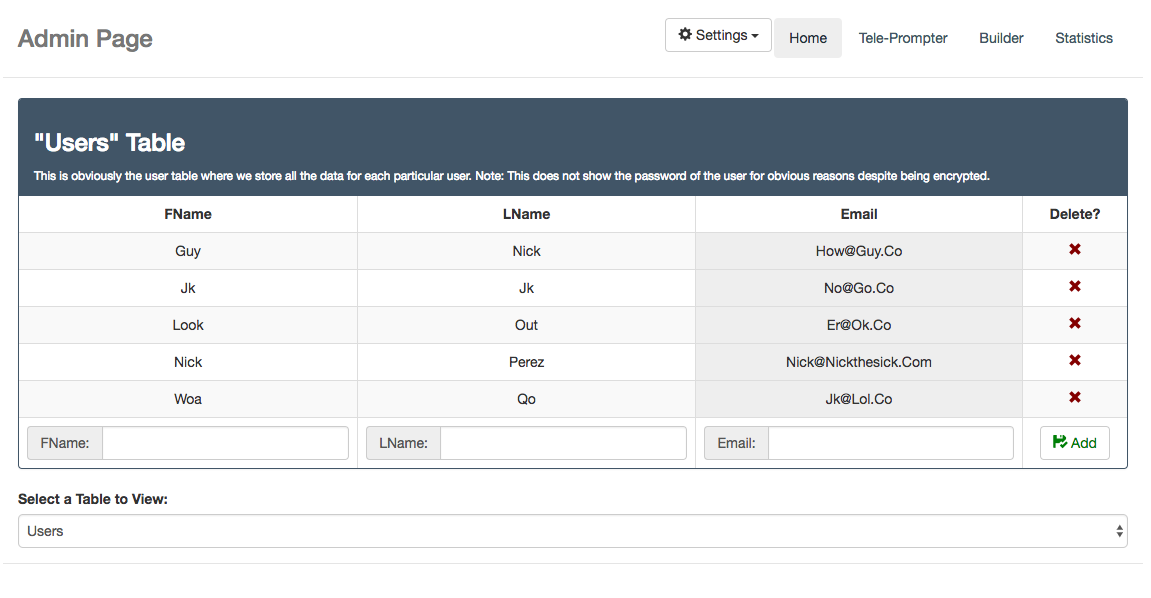 Admin Page
Settings Home Tele-Prompter Builder Statistics
"Users" Table
This is obviously the user table where we store all the data for each particular user. Note: This does not show the password of the user for obvious reasons despite being encrypted.
FName LName Email Delete?
Guy Nick How@Guy.Co
Jk Jk No@Go.Co
Look Out Er@Ok.Co
Nick Perez Nick@Nickthesick.Com
Woa Qo Jk@Lol.Co
FName: LName: Email: Add
Select a Table to View:
Users